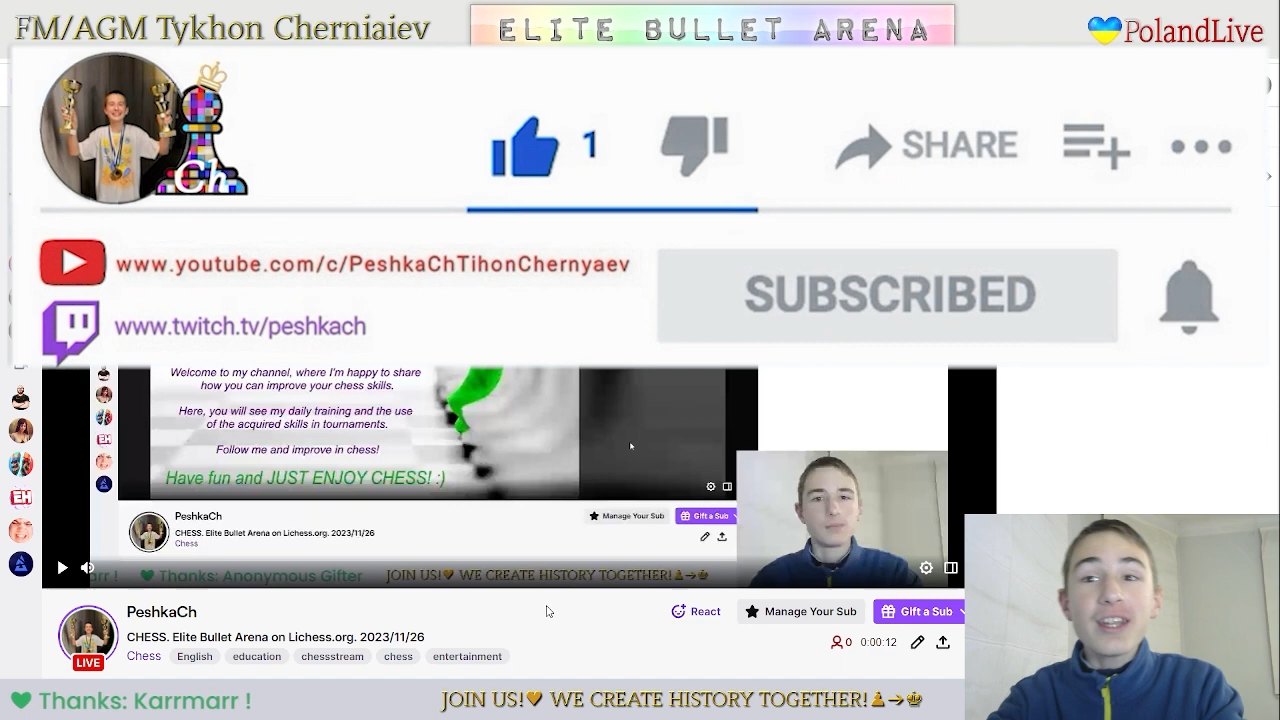 FM/AGM Tykhon Cherniaiev
ELITE BULLET ARENA
PolandLive
Ch
1
SHARE
www.youtube.com/c/PeshkaChTihonChernyaev
SUBSCRIBED
www.twitch.tv/peshkach
Welcome to my channel, where I'm happy to share
how you can improve your chess skills.
Here, you will see my daily training and the use
of the acquired skills in tournaments.
Follow me and improve in chess!
Have fun and JUST ENJOY CHESS! :)
EH
EH
PeshkaCh
Manage Your Sub
Gift a Sub
CHESS. Elite Bullet Arena on Lichess.org. 2023/11/26
Chess
arr !
Thanks: Anonymous Gifter
JOIN US! WE CREATE HISTORY TOGETHER!
PeshkaCh
React
Manage Your Sub
Gift a Sub
CHESS. Elite Bullet Arena on Lichess.org. 2023/11/26
0
0:00:12
Chess
English
education
chessstream
chess
entertainment
LIVE
Thanks: Karrmarr !
JOIN US! WE CREATE HISTORY TOGETHER!